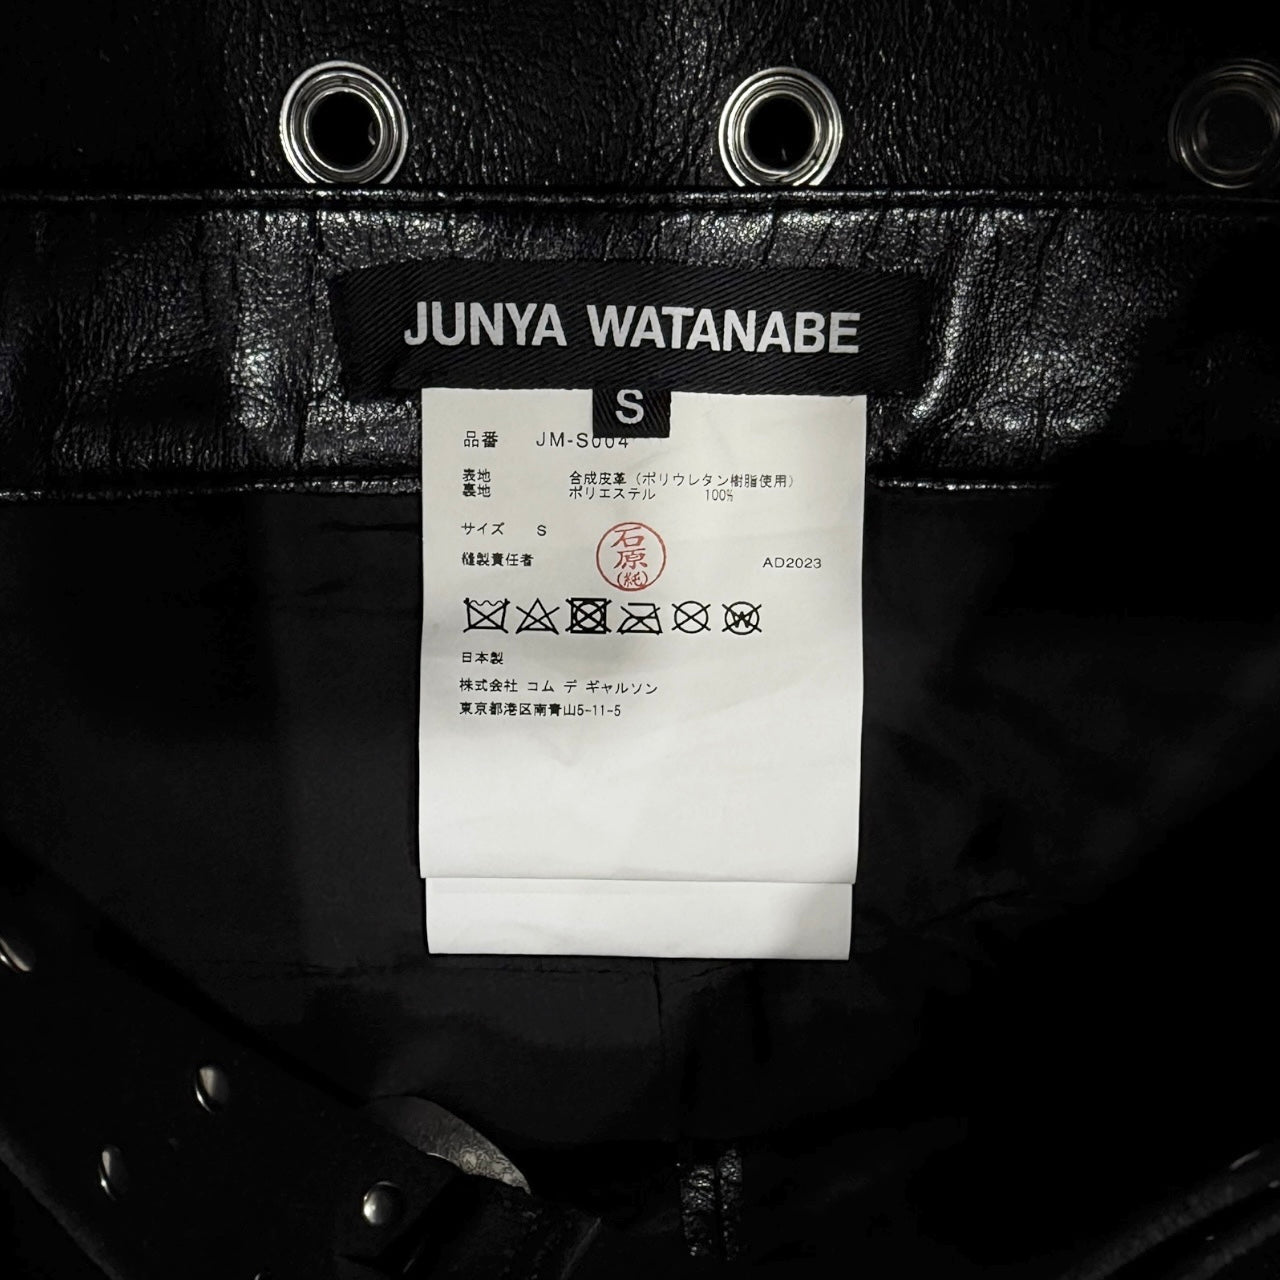 JUNYA WATANABE
S
品番 JM-S004
表地 合成皮革（ポリウレタン樹脂使用）
裏地 ポリエステル 100%
サイズ S
石原
(純)
縫製責任者 AD2023
日本製
株式会社 コム デ ギャルソン
東京都港区南青山5-11-5